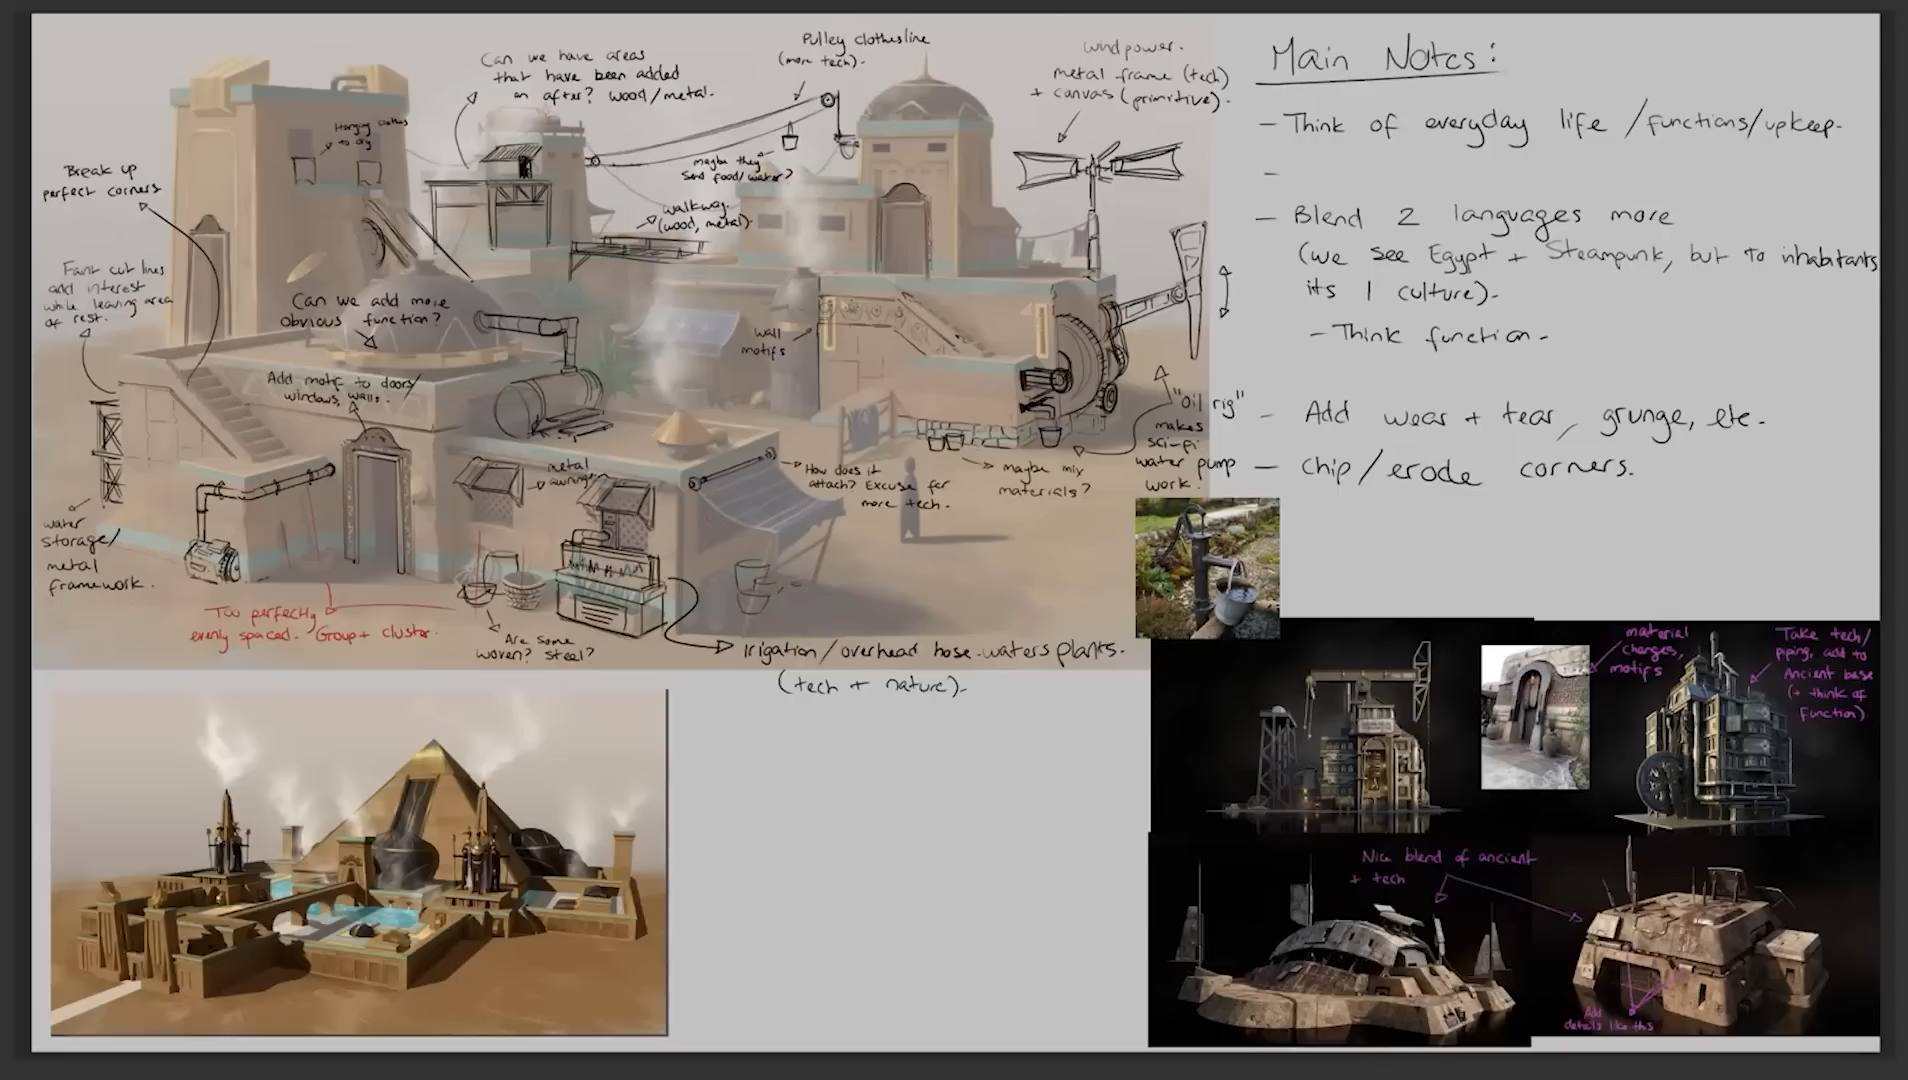 Can we have areas
that have been added
on after? wood/metal.
Pulley clothesline
(more tech).
wind power.
metal frame (tech)
+ canvas (primitive).
Hanging clothes
to dry
maybe they
send food/water?
walkway.
(wood, metal).
Break up
perfect corners
Faint cut lines
add interest
while leaving area
of rest.
Can we add more
obvious function?
wall
motifs
Add motif to doors/
windows, walls.
"oil rig"
makes
sci-fi
water pump
work.
metal
awnings
How does it
attach? Excuse for
more tech.
maybe mix
materials?
water
storage/
metal
framework.
Too perfectly
evenly spaced. Group + cluster.
Are some
woven? Steel?
Irrigation/overhead hose-waters plants.
(tech + nature).
Main Notes:
- Think of everyday life /functions/upkeep.
-
- Blend 2 languages more
(we see Egypt + Steampunk, but to inhabitants
its 1 culture).
- Think function.
- Add wear + tear, grunge, etc.
- chip/erode corners.
material
changes,
motifs
Take tech/
piping, add to
Ancient base
(+ think of
function).
Nice blend of ancient
+ tech
Add
details like this